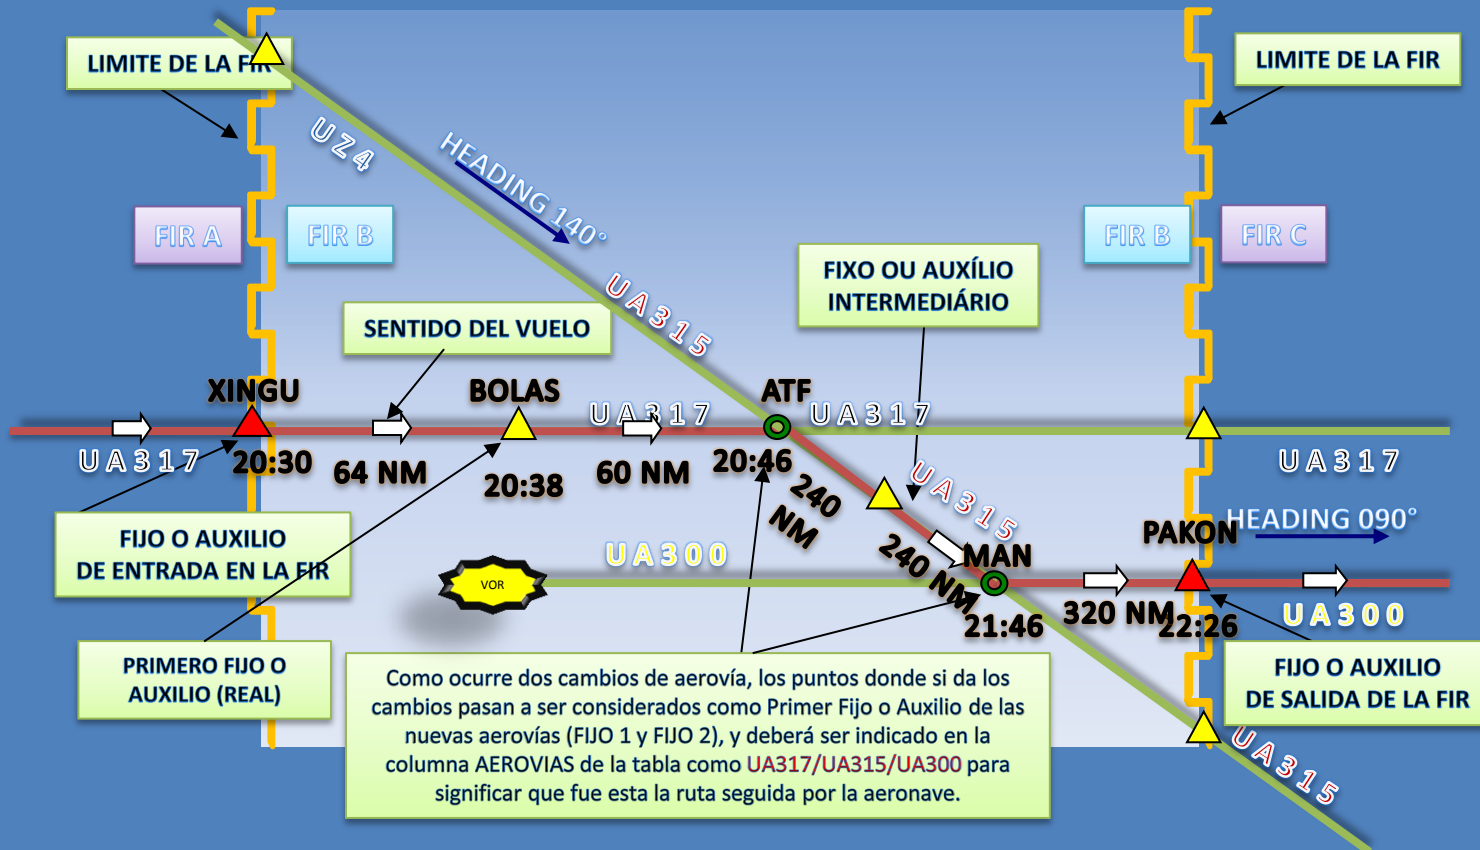 LIMITE DE LA FIR
LIMITE DE LA FIR
UZ4
HEADING 140°
FIR A
FIR B
FIR B
FIR C
FIXO OU AUXÍLIO
INTERMEDIÁRIO
UA315
SENTIDO DEL VUELO
XINGU
BOLAS
ATF
UA317
UA317
UA317
20:30
64 NM
20:38
60 NM
20:46
240
NM
UA315
UA317
HEADING 090°
PAKON
FIJO O AUXILIO
DE ENTRADA EN LA FIR
UA300
VOR
240 NM
MAN
21:46
320 NM
22:26
UA300
PRIMERO FIJO O
AUXILIO (REAL)
FIJO O AUXILIO
DE SALIDA DE LA FIR
Como ocurre dos cambios de aerovía, los puntos donde si da los
cambios pasan a ser considerados como Primer Fijo o Auxilio de las
nuevas aerovías (FIJO 1 y FIJO 2), y deberá ser indicado en la
columna AEROVIAS de la tabla como UA317/UA315/UA300 para
significar que fue esta la ruta seguida por la aeronave.
UA315